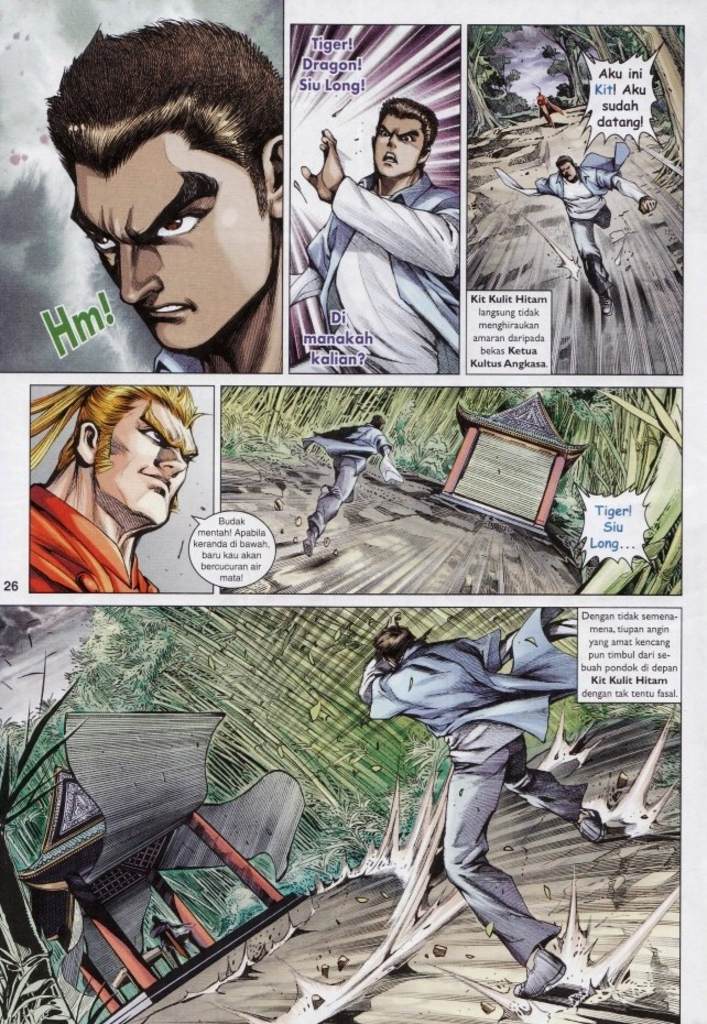 Hm!
Tiger!
Dragon!
Siu Long!
Di
manakah
kalian?
Aku ini
Kit! Aku
sudah
datang!
Kit Kulit Hitam
langsung tidak
menghiraukan
amaran daripada
bekas Ketua
Kultus Angkasa.
Budak
mentah! Apabila
keranda di bawah,
baru kau akan
bercucuran air
mata!
Tiger!
Siu
Long...
26
Dengan tidak semena-
mena, tiupan angin
yang amat kencang
pun timbul dari se-
buah pondok di depan
Kit Kulit Hitam
dengan tak tentu fasal.